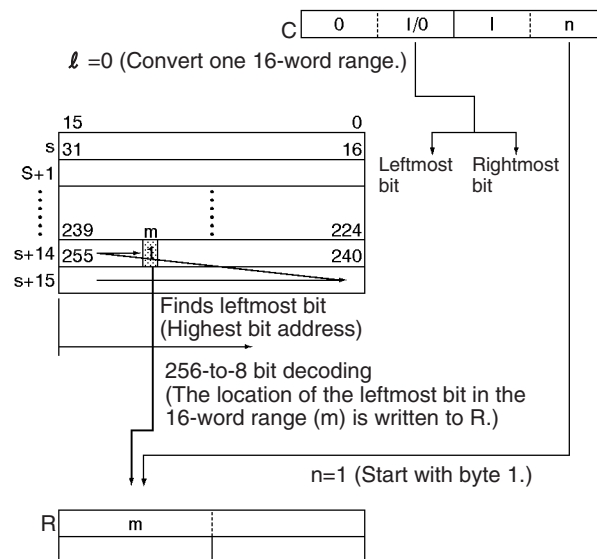 C 0 1/0 l n
ℓ =0 (Convert one 16-word range.)
15 0
s 31 16
S+1
Leftmost bit
Rightmost bit
239 m 224
s+14 255 1 240
s+15
Finds leftmost bit
(Highest bit address)
256-to-8 bit decoding
(The location of the leftmost bit in the
16-word range (m) is written to R.)
n=1 (Start with byte 1.)
R m